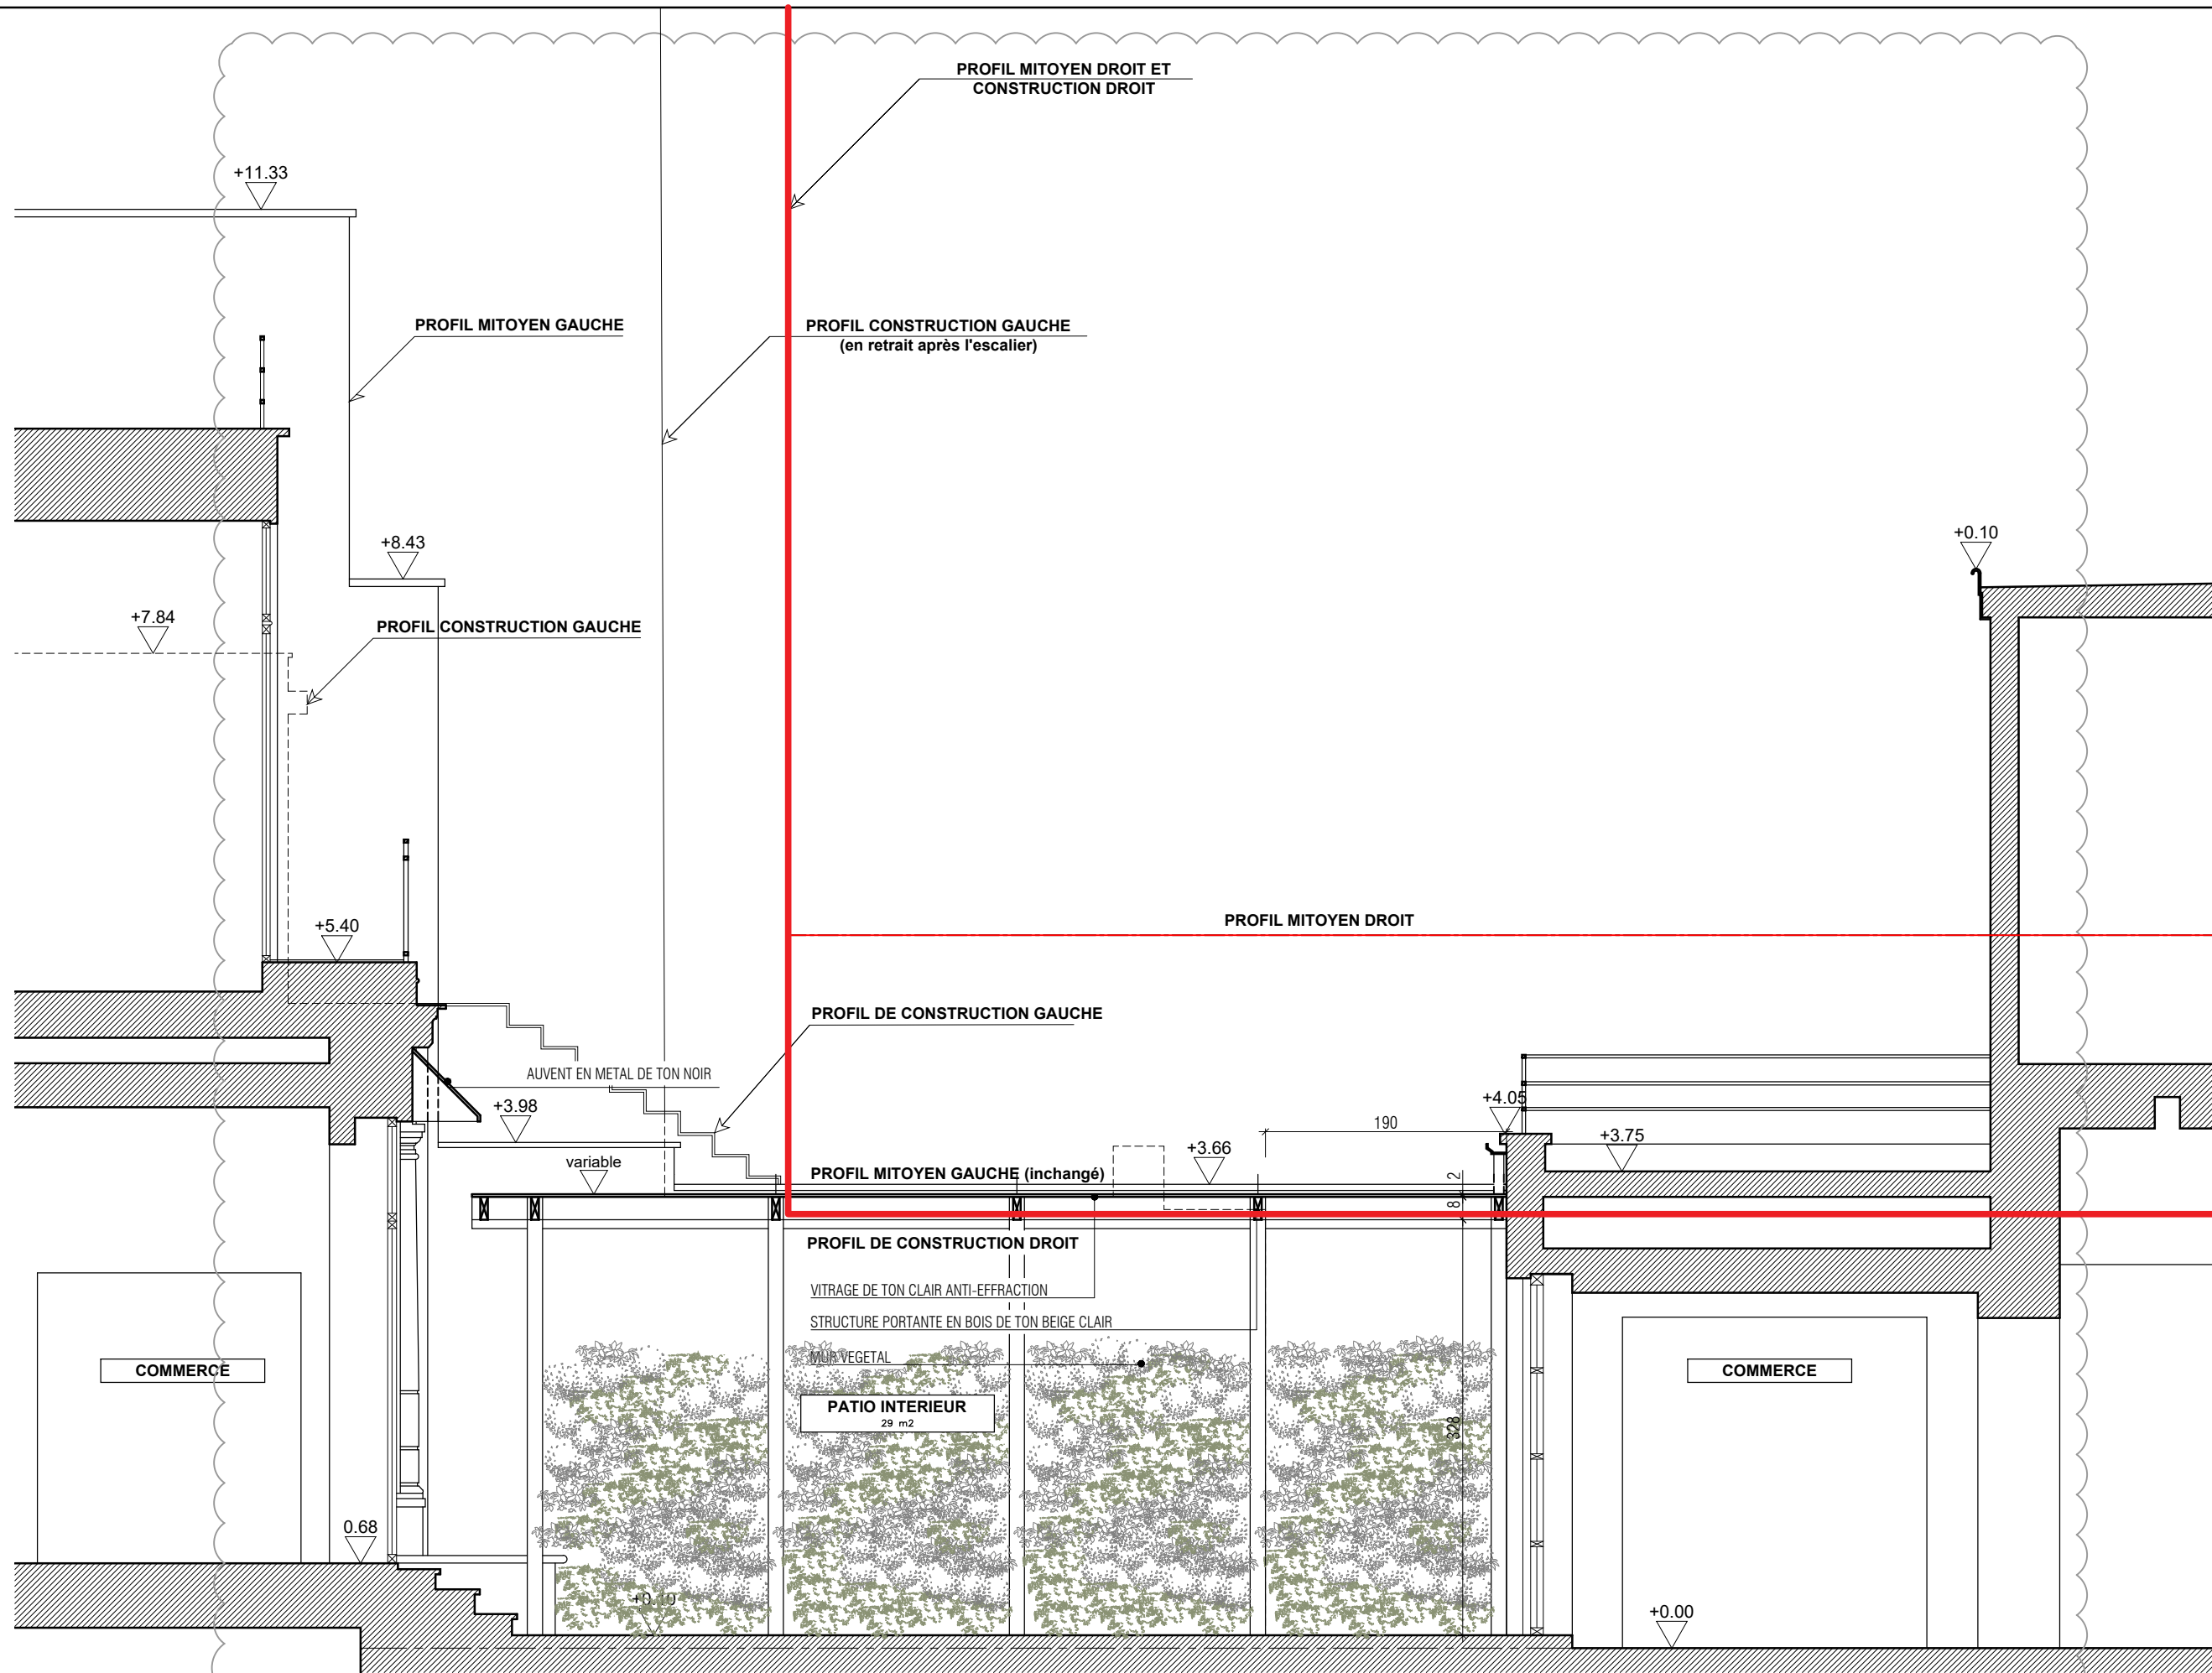 PROFIL MITOYEN DROIT ET
CONSTRUCTION DROIT
+11.33
PROFIL MITOYEN GAUCHE
PROFIL CONSTRUCTION GAUCHE
(en retrait après l'escalier)
+8.43
+0.10
+7.84
PROFIL CONSTRUCTION GAUCHE
+5.40
PROFIL MITOYEN DROIT
PROFIL DE CONSTRUCTION GAUCHE
AUVENT EN METAL DE TON NOIR
+3.98
+4.05
190
+3.66
+3.75
variable
PROFIL MITOYEN GAUCHE (inchangé)
2
8
PROFIL DE CONSTRUCTION DROIT
VITRAGE DE TON CLAIR ANTI-EFFRACTION
STRUCTURE PORTANTE EN BOIS DE TON BEIGE CLAIR
MUR VEGETAL
COMMERCE
COMMERCE
PATIO INTERIEUR
29 m2
328
0.68
+0.10
+0.00